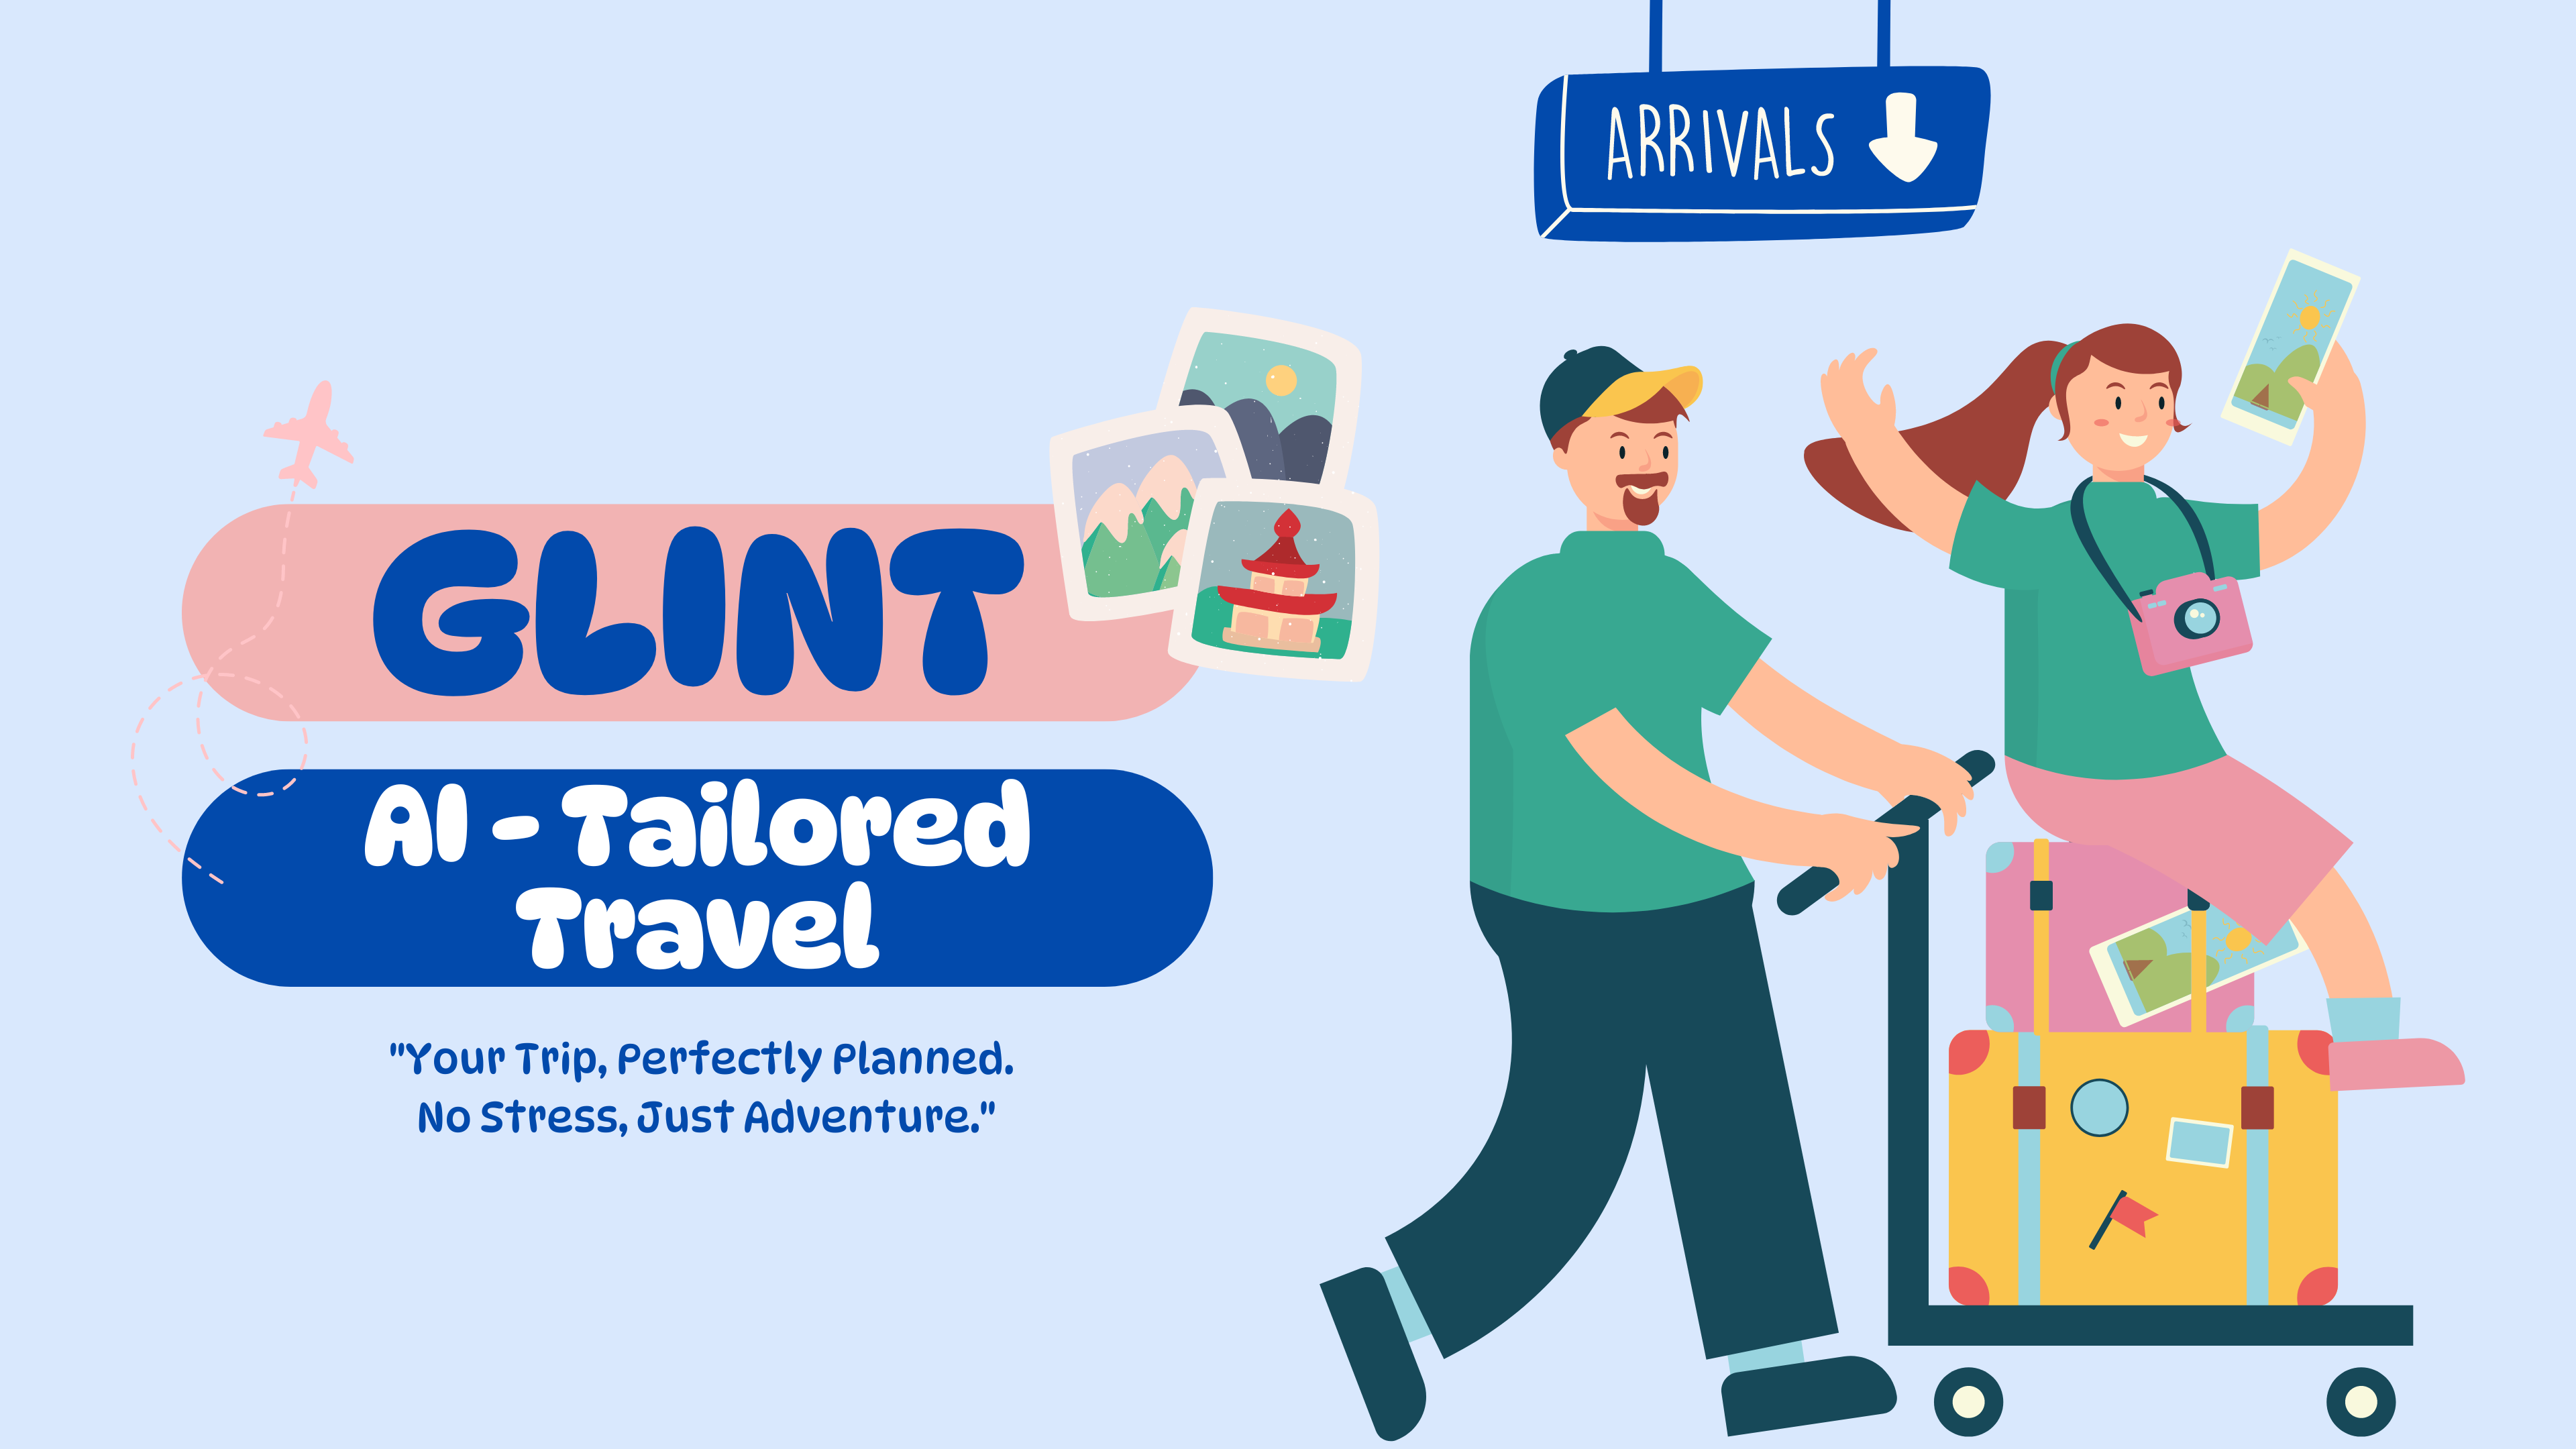 ARRIVALS
GLINT
AI - Tailored
Travel
"Your Trip, Perfectly Planned.
No Stress, Just Adventure."